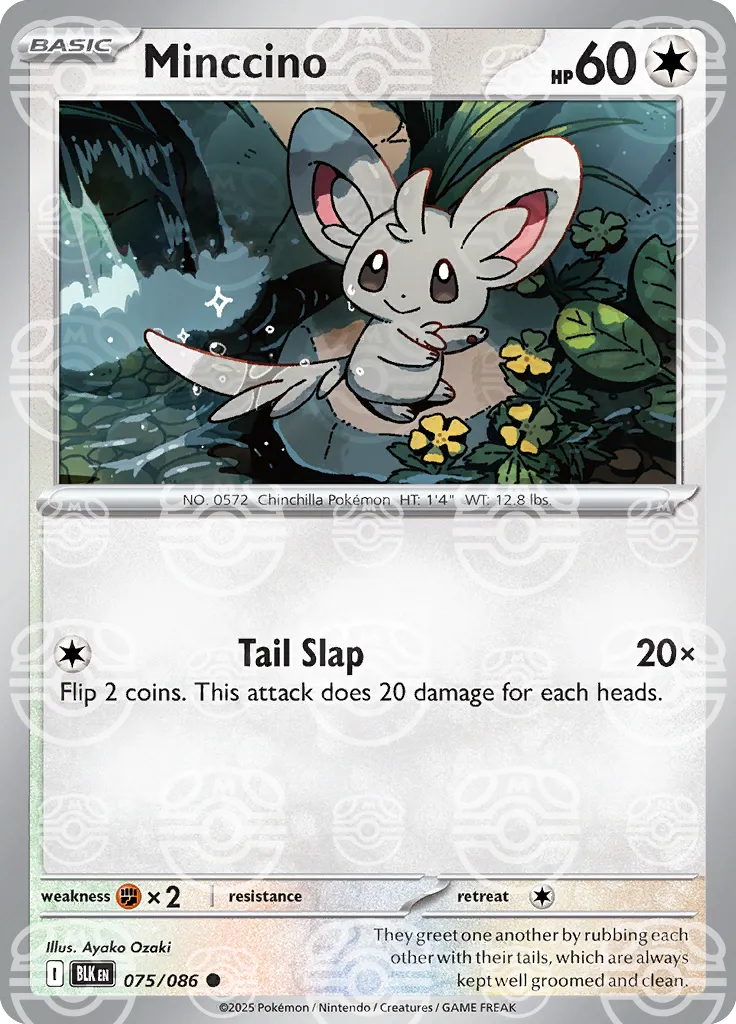 BASIC
Minccino
HP 60
NO. 0572 Chinchilla Pokémon HT: 1'4" WT: 12.8 lbs.
Tail Slap 20×
Flip 2 coins. This attack does 20 damage for each heads.
weakness × 2 resistance retreat
Illus. Ayako Ozaki
They greet one another by rubbing each
other with their tails, which are always
kept well groomed and clean.
I BLK EN 075/086
©2025 Pokémon / Nintendo / Creatures / GAME FREAK